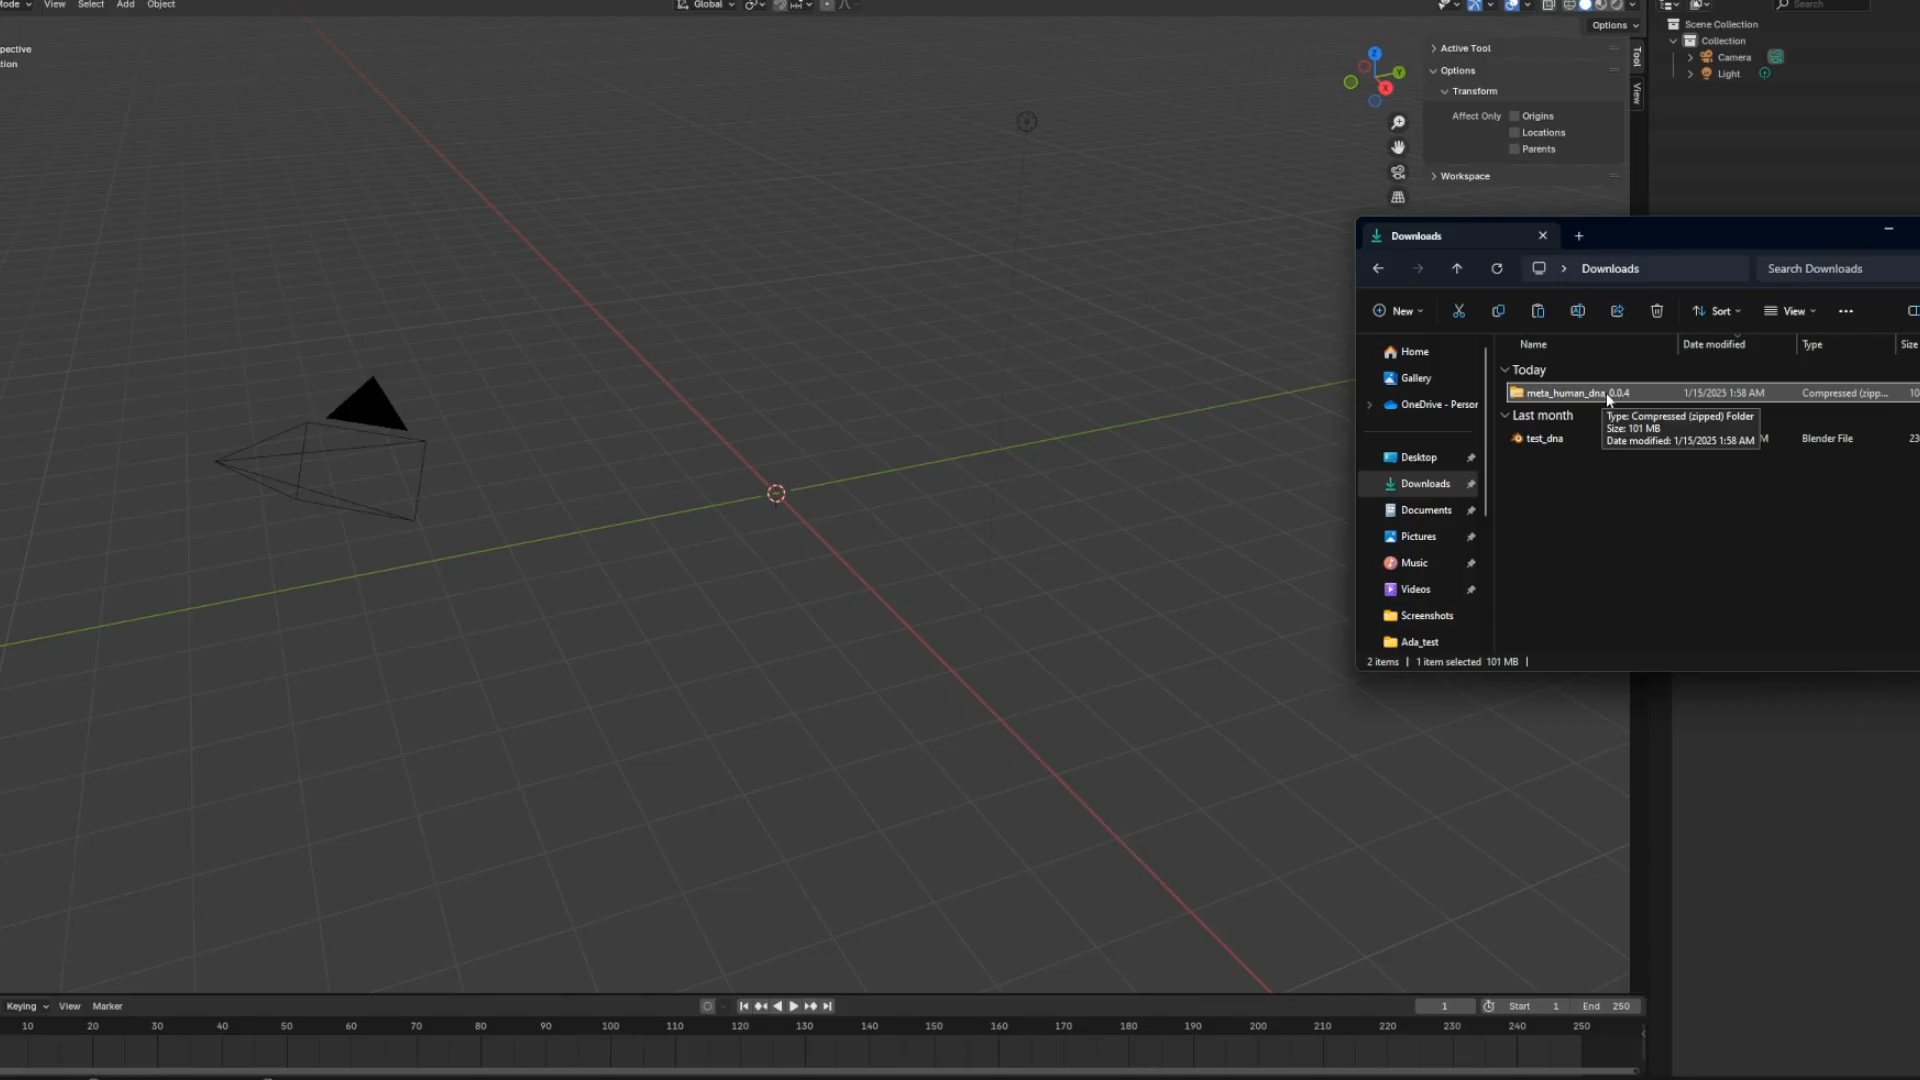 Mode View Select Add Object Global
Options
Search
spective
tion
Z
Y
X
Active Tool
Options
Transform
Affect Only Origins
Locations
Parents
Workspace
Tool
View
Scene Collection
Collection
Camera
Light
Downloads
Downloads Search Downloads
New Sort View
Name Date modified Type Size
Home
Gallery
OneDrive - Persor
Desktop
Downloads
Documents
Pictures
Music
Videos
Screenshots
Ada_test
Today
meta_human_dna_0.0.4 1/15/2025 1:58 AM Compressed (zipp... 10
Last month
test_dna M Blender File 23
Type: Compressed (zipped) Folder
Size: 101 MB
Date modified: 1/15/2025 1:58 AM
2 items 1 item selected 101 MB
Keying View Marker 1 Start 1 End 250
10 20 30 40 50 60 70 80 90 100 110 120 130 140 150 160 170 180 190 200 210 220 230 240 250